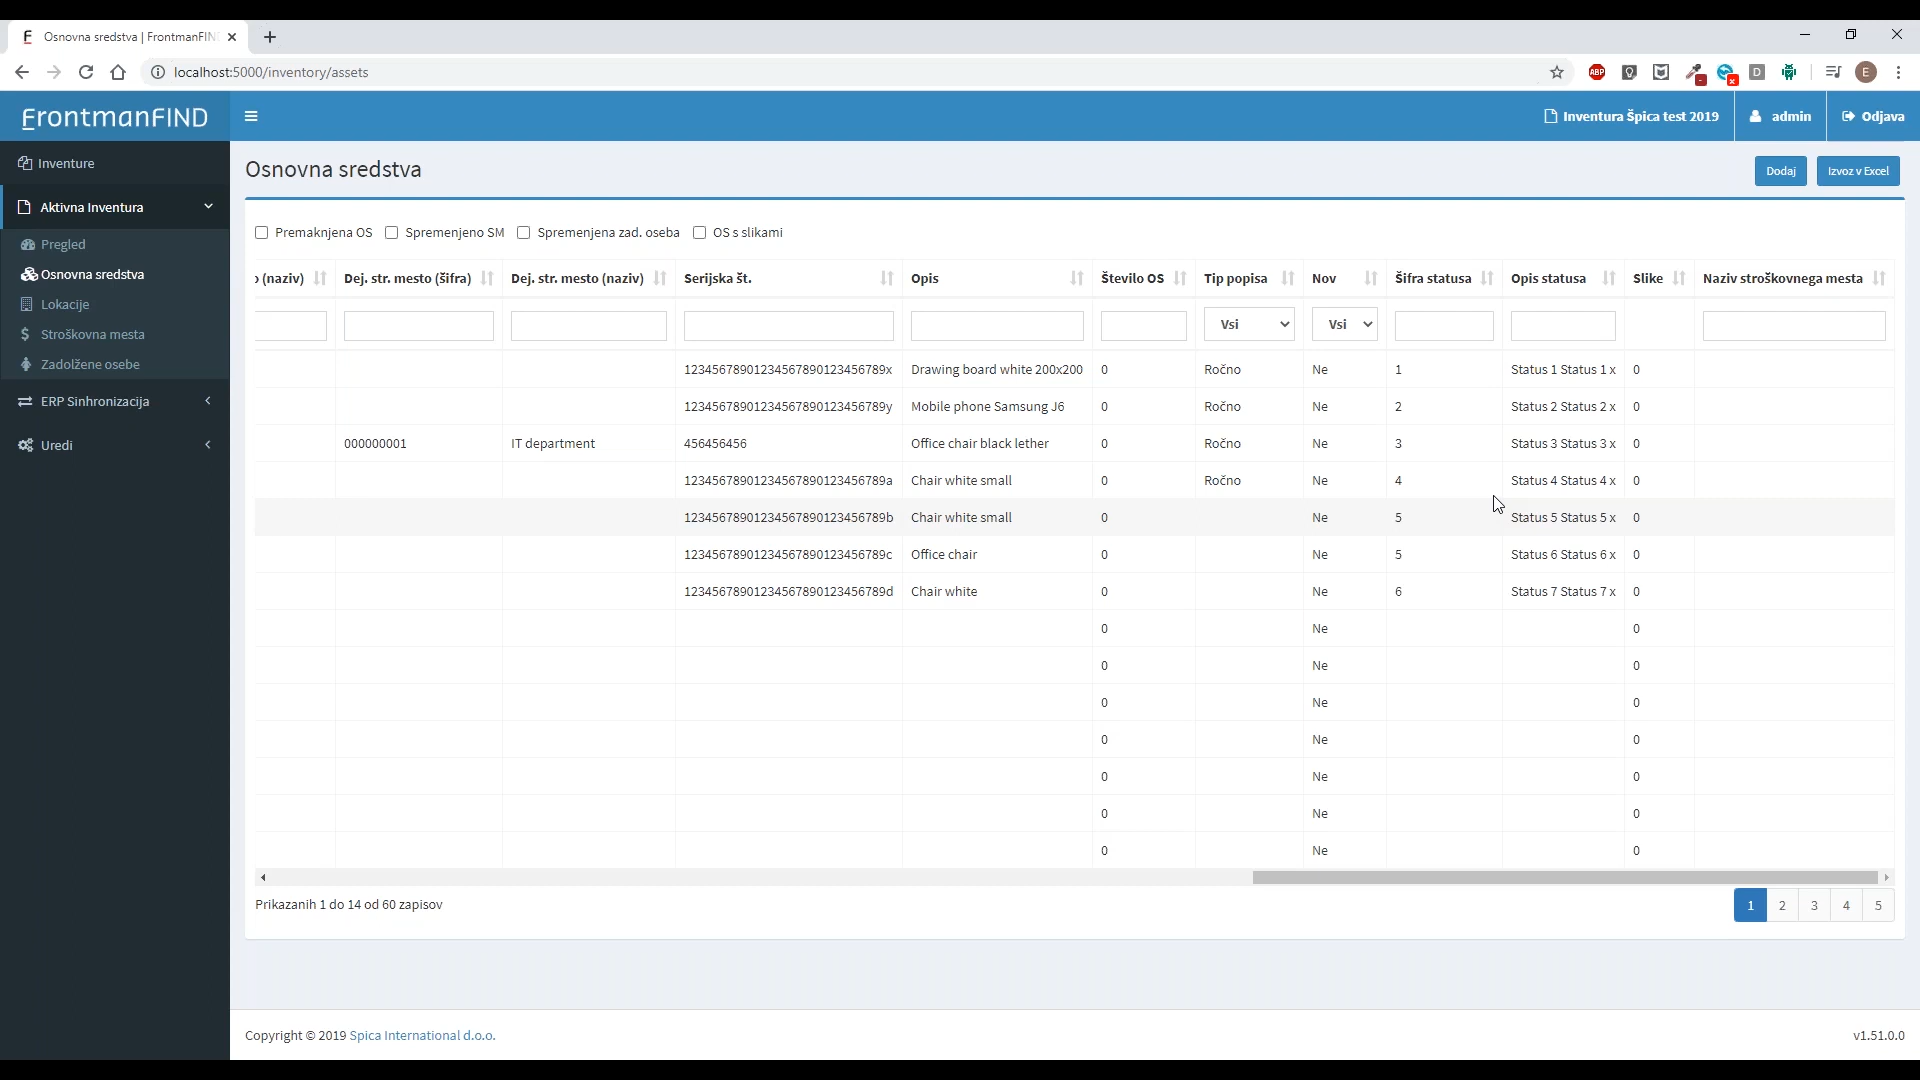 Osnovna sredstva | FrontmanFIN
localhost:5000/inventory/assets
FrontmanFIND
Inventura Špica test 2019
admin
Odjava
Inventure
Aktivna Inventura
Pregled
Osnovna sredstva
Lokacije
Stroškovna mesta
Zadolžene osebe
ERP Sinhronizacija
Uredi
Osnovna sredstva
Dodaj
Izvoz v Excel
Premaknjena OS Spremenjeno SM Spremenjena zad. oseba OS s slikami
(naziv) Dej. str. mesto (šifra) Dej. str. mesto (naziv) Serijska št. Opis Število OS Tip popisa Nov Šifra statusa Opis statusa Slike Naziv stroškovnega mesta
Vsi Vsi
12345678901234567890123456789x Drawing board white 200x200 0 Ročno Ne 1 Status 1 Status 1 x 0
12345678901234567890123456789y Mobile phone Samsung J6 0 Ročno Ne 2 Status 2 Status 2 x 0
000000001 IT department 456456456 Office chair black lether 0 Ročno Ne 3 Status 3 Status 3 x 0
12345678901234567890123456789a Chair white small 0 Ročno Ne 4 Status 4 Status 4 x 0
12345678901234567890123456789b Chair white small 0 Ne 5 Status 5 Status 5 x 0
12345678901234567890123456789c Office chair 0 Ne 5 Status 6 Status 6 x 0
12345678901234567890123456789d Chair white 0 Ne 6 Status 7 Status 7 x 0
0 Ne 0
0 Ne 0
0 Ne 0
0 Ne 0
0 Ne 0
0 Ne 0
0 Ne 0
Prikazanih 1 do 14 od 60 zapisov
1 2 3 4 5
Copyright © 2019 Spica International d.o.o.
v1.51.0.0